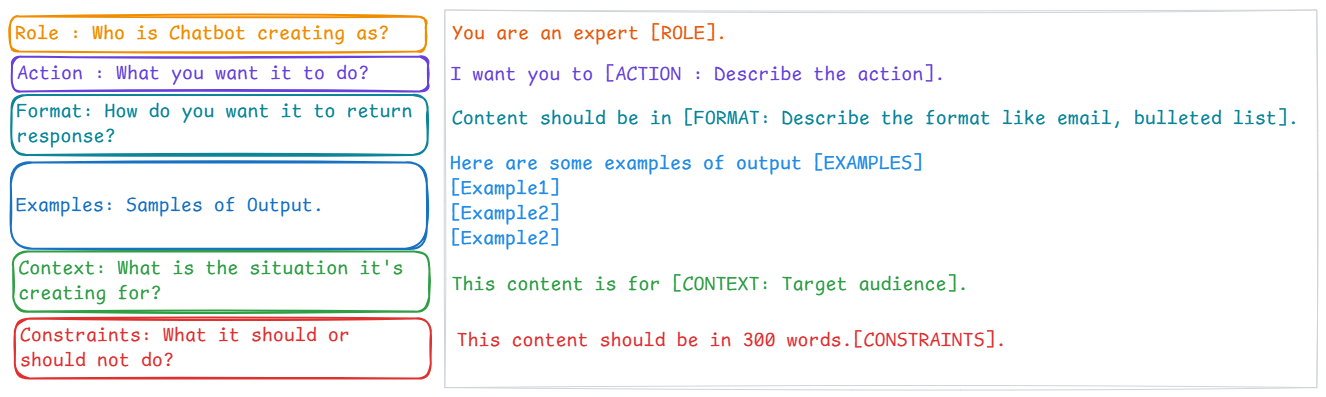 Role : Who is Chatbot creating as?
Action : What you want it to do?
Format: How do you want it to return
response?
Examples: Samples of Output.
Context: What is the situation it's
creating for?
Constraints: What it should or
should not do?
You are an expert [ROLE].
I want you to [ACTION : Describe the action].
Content should be in [FORMAT: Describe the format like email, bulleted list].
Here are some examples of output [EXAMPLES]
[Example1]
[Example2]
[Example2]
This content is for [CONTEXT: Target audience].
This content should be in 300 words.[CONSTRAINTS].